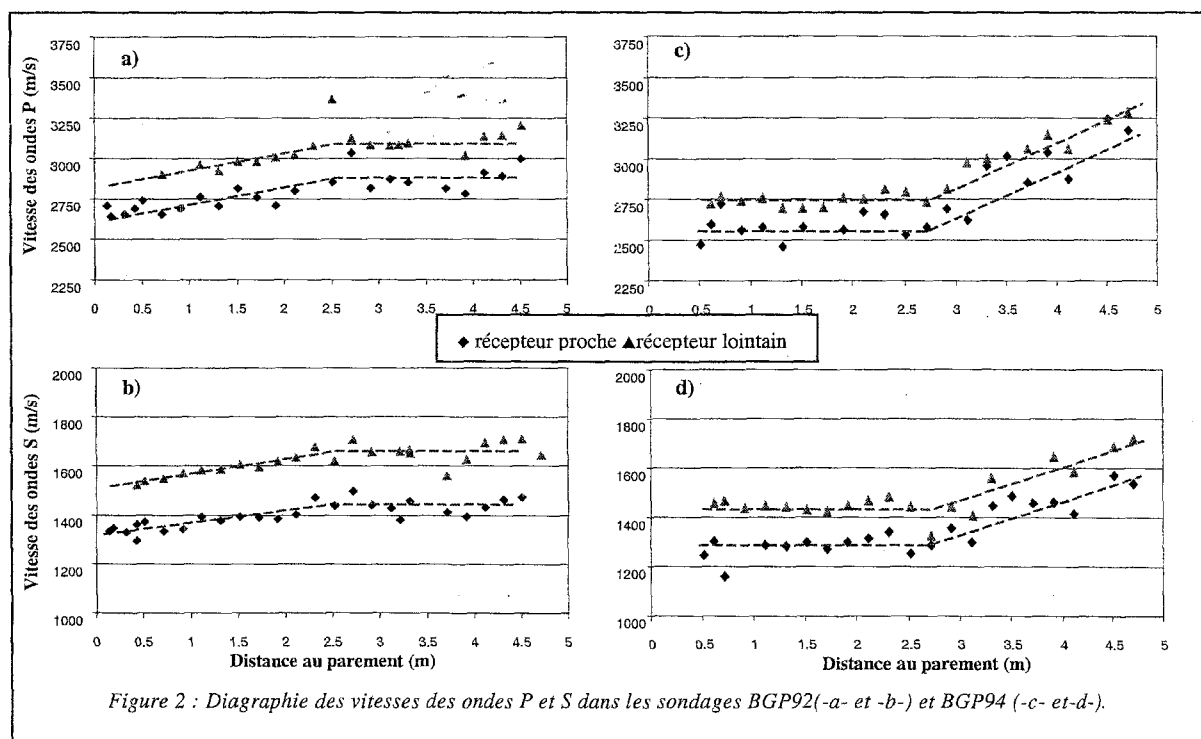 a)
Vitesse des ondes P (m/s)
3750
3500
3250
3000
2750
2500
2250
0 0.5 1 1.5 2 2.5 3 3.5 4 4.5 5
c)
3750
3500
3250
3000
2750
2500
2250
0 0.5 1 1.5 2 2.5 3 3.5 4 4.5 5
récepteur proche récepteur lointain
b)
Vitesse des ondes S (m/s)
2000
1800
1600
1400
1200
1000
0 0.5 1 1.5 2 2.5 3 3.5 4 4.5 5
Distance au parement (m)
d)
2000
1800
1600
1400
1200
1000
0 0.5 1 1.5 2 2.5 3 3.5 4 4.5 5
Distance au parement (m)
Figure 2 : Diagraphie des vitesses des ondes P et S dans les sondages BGP92(-a- et -b-) et BGP94 (-c- et-d-).